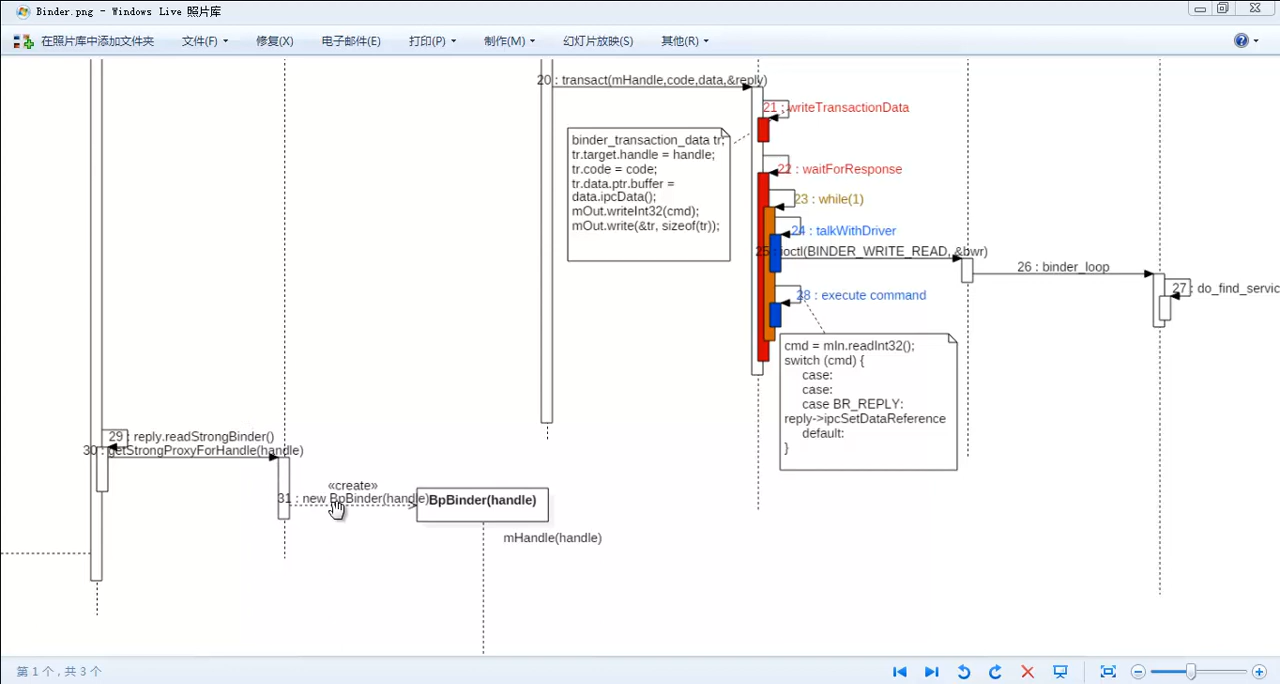 Binder.png - Windows Live 照片库
在照片库中添加文件夹 文件(F) 修复(X) 电子邮件(E) 打印(P) 制作(M) 幻灯片放映(S) 其他(R)
20 : transact(mHandle,code,data,&reply)
21 : writeTransactionData
binder_transaction_data tr;
tr.target.handle = handle;
tr.code = code;
tr.data.ptr.buffer =
data.ipcData();
mOut.writeInt32(cmd);
mOut.write(&tr, sizeof(tr));
22 : waitForResponse
23 : while(1)
24 : talkWithDriver
25 : ioctl(BINDER_WRITE_READ, &bwr)
26 : binder_loop
27 : do_find_servic
28 : execute command
cmd = mIn.readInt32();
switch (cmd) {
case:
case:
case BR_REPLY:
reply->ipcSetDataReference
default:
}
29 : reply.readStrongBinder()
30 : getStrongProxyForHandle(handle)
«create»
31 : new BpBinder(handle)
BpBinder(handle)
mHandle(handle)
第 1 个，共 3 个